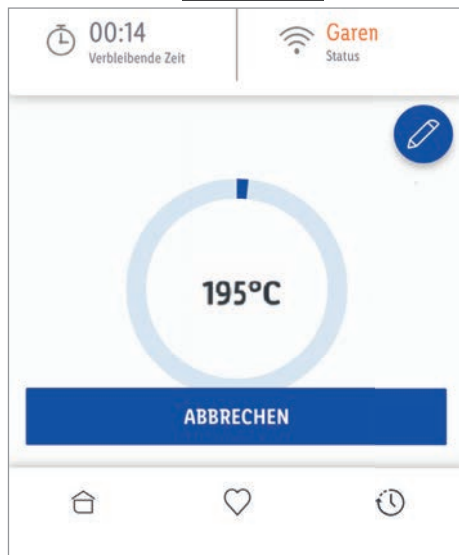 00:14
Verbleibende Zeit
Garen
Status
195°C
ABBRECHEN